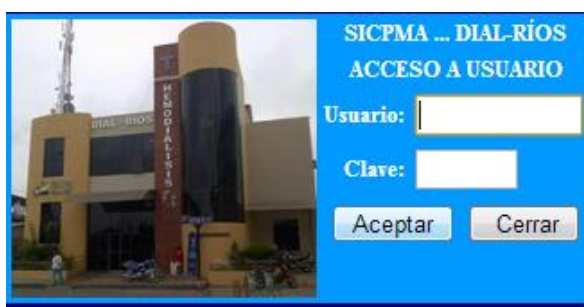 SICPMA ... DIAL-RÍOS
ACCESO A USUARIO
Usuario:
Clave:
Aceptar Cerrar
DIAL-RIOS
HEMODIALISIS